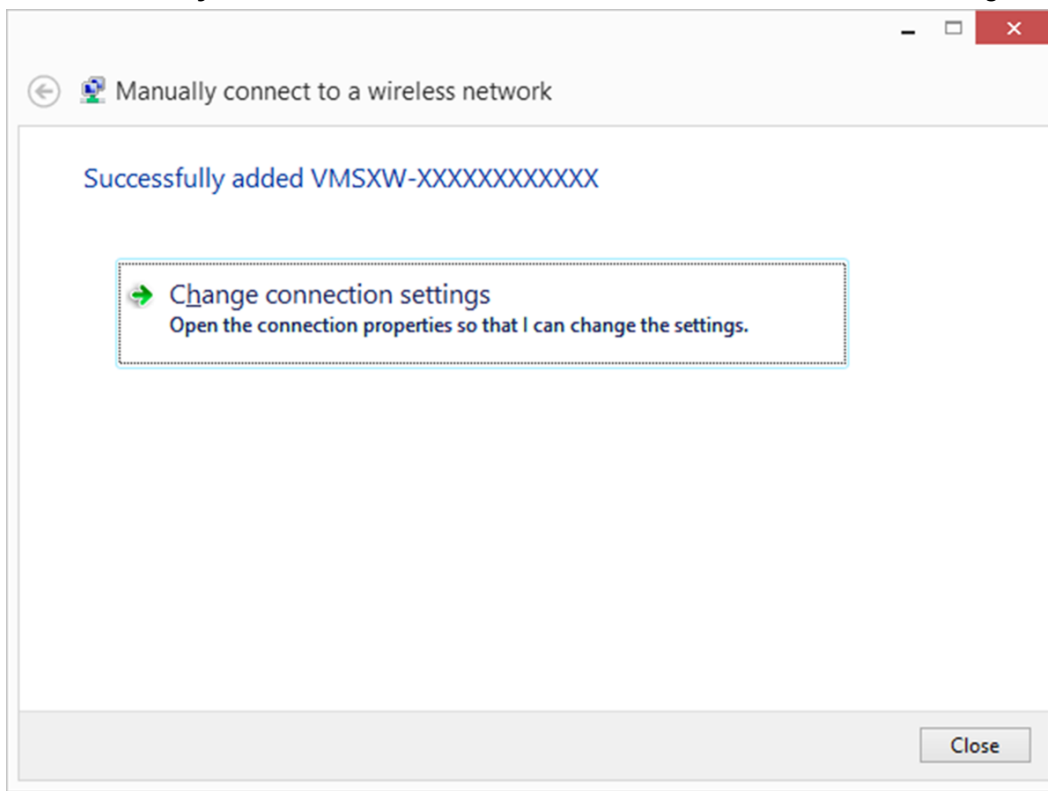 Manually connect to a wireless network
Successfully added VMSXW-XXXXXXXXXXXX
Change connection settings
Open the connection properties so that I can change the settings.
Close